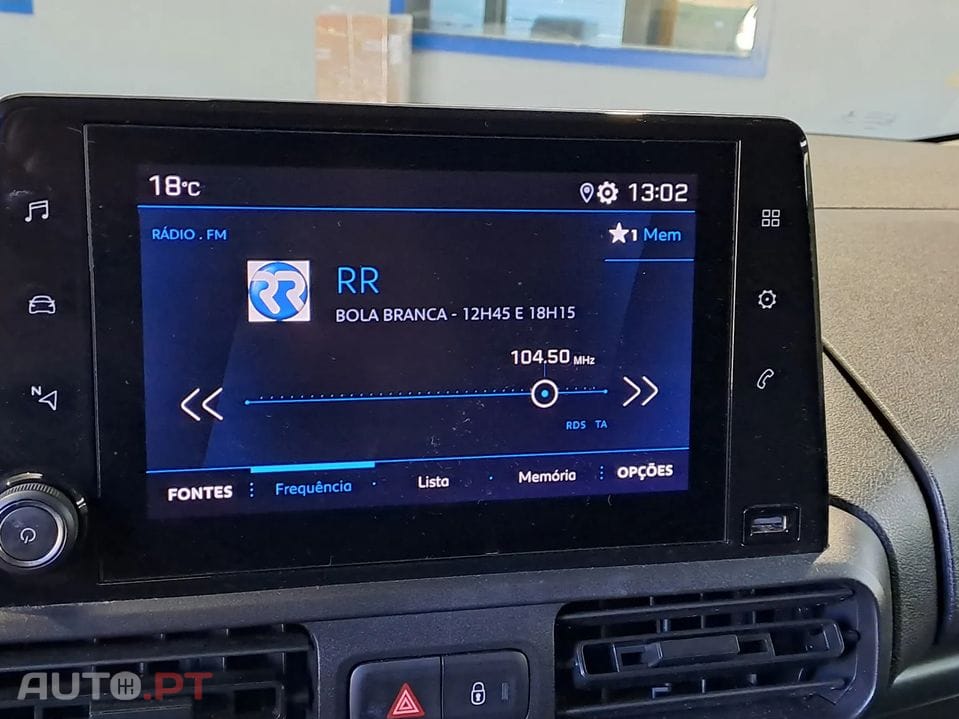 18°C
13:02
RÁDIO . FM
1 Mem
RR
RR
BOLA BRANCA - 12H45 E 18H15
104.50 MHz
RDS TA
FONTES
Frequência
Lista
Memória
OPÇÕES
N
AUTO.PT